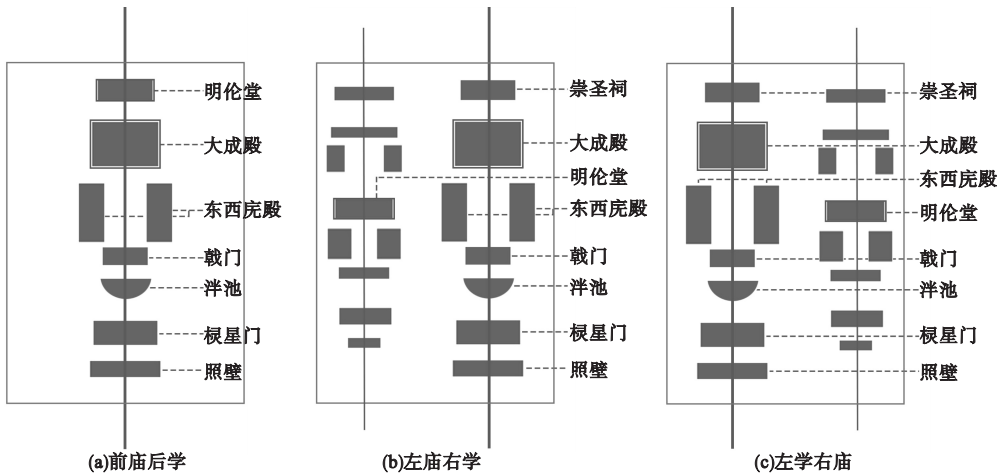 明伦堂
大成殿
东西庑殿
戟门
泮池
棂星门
照壁
(a)前庙后学
崇圣祠
大成殿
明伦堂
东西庑殿
戟门
泮池
棂星门
照壁
(b)左庙右学
崇圣祠
大成殿
东西庑殿
明伦堂
戟门
泮池
棂星门
照壁
(c)左学右庙